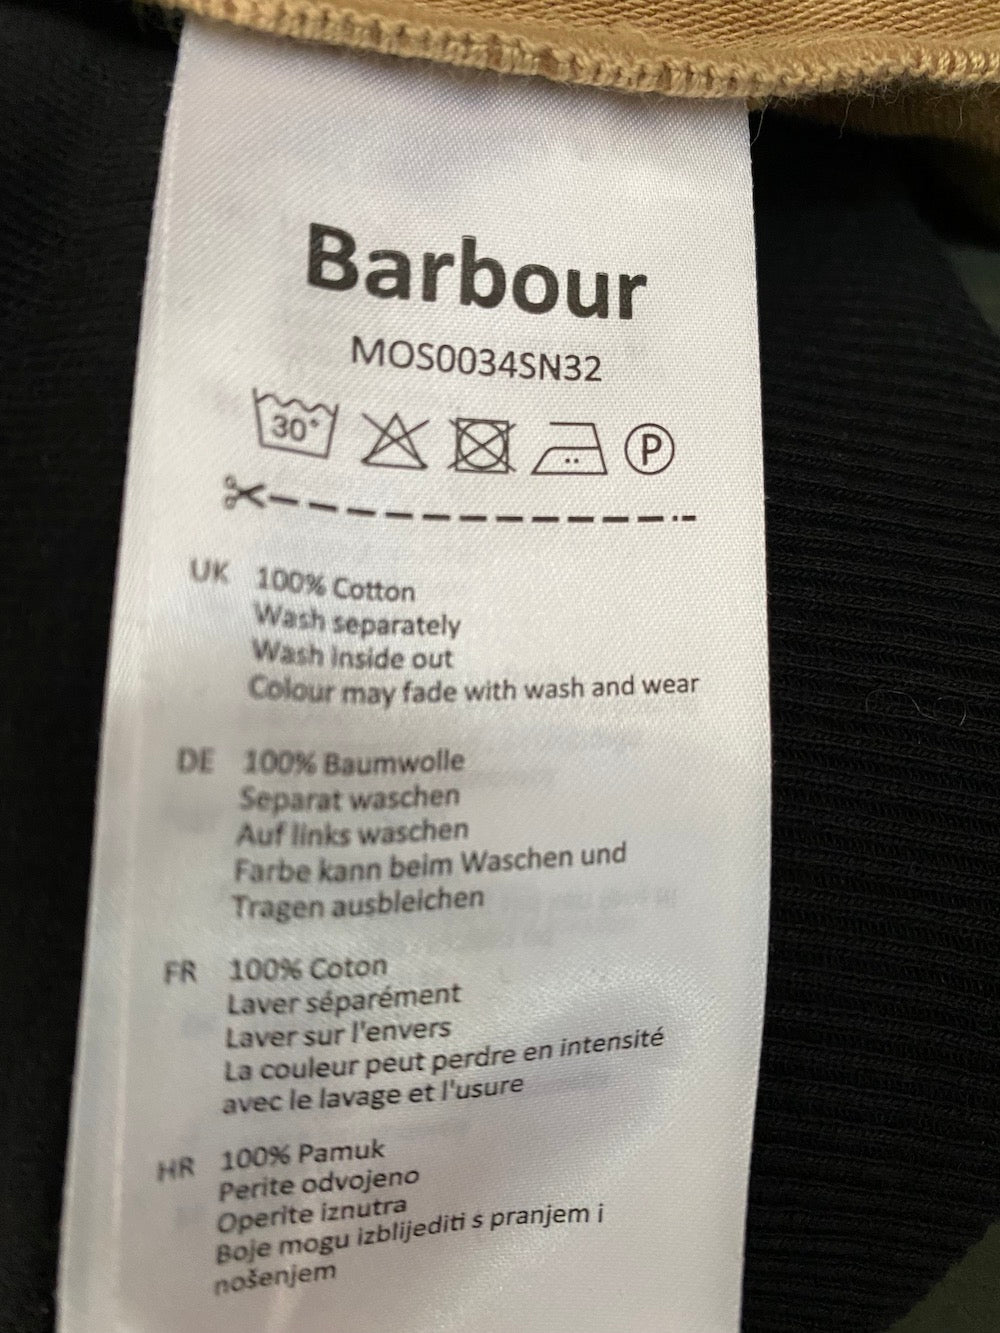 Barbour
MOS0034SN32
30°
P
UK 100% Cotton
Wash separately
Wash Inside out
Colour may fade with wash and wear
DE 100% Baumwolle
Separat waschen
Auf links waschen
Farbe kann beim Waschen und
Tragen ausbleichen
FR 100% Coton
Laver séparément
Laver sur l'envers
La couleur peut perdre en intensité
avec le lavage et l'usure
HR 100% Pamuk
Perite odvojeno
Operite iznutra
Boje mogu izblijediti s pranjem i
nošenjem